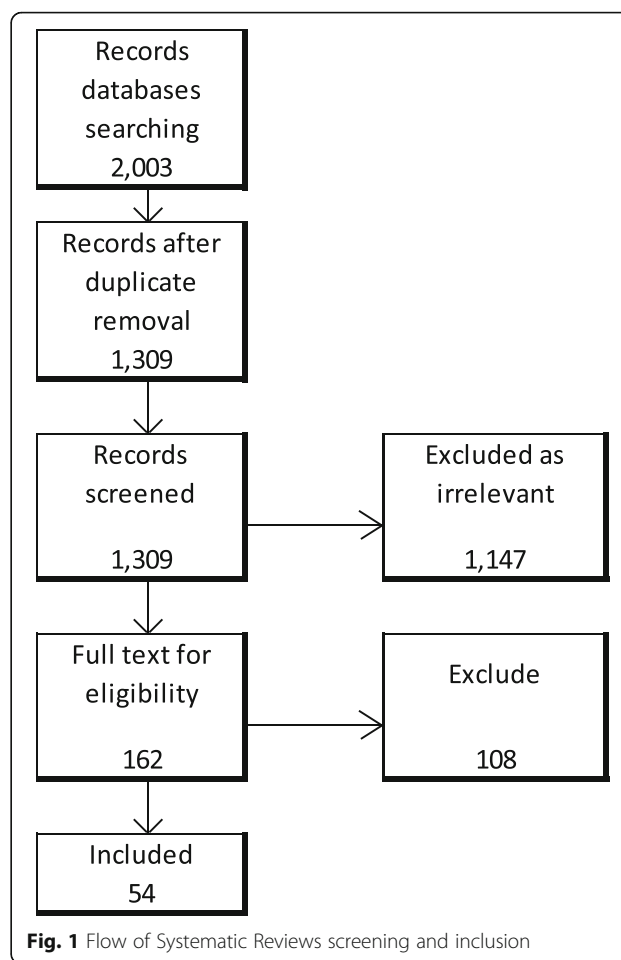 Records
databases
searching
2,003
Records after
duplicate
removal
1,309
Records
screened
1,309
Excluded as
irrelevant
1,147
Full text for
eligibility
162
Exclude
108
Included
54
Fig. 1 Flow of Systematic Reviews screening and inclusion